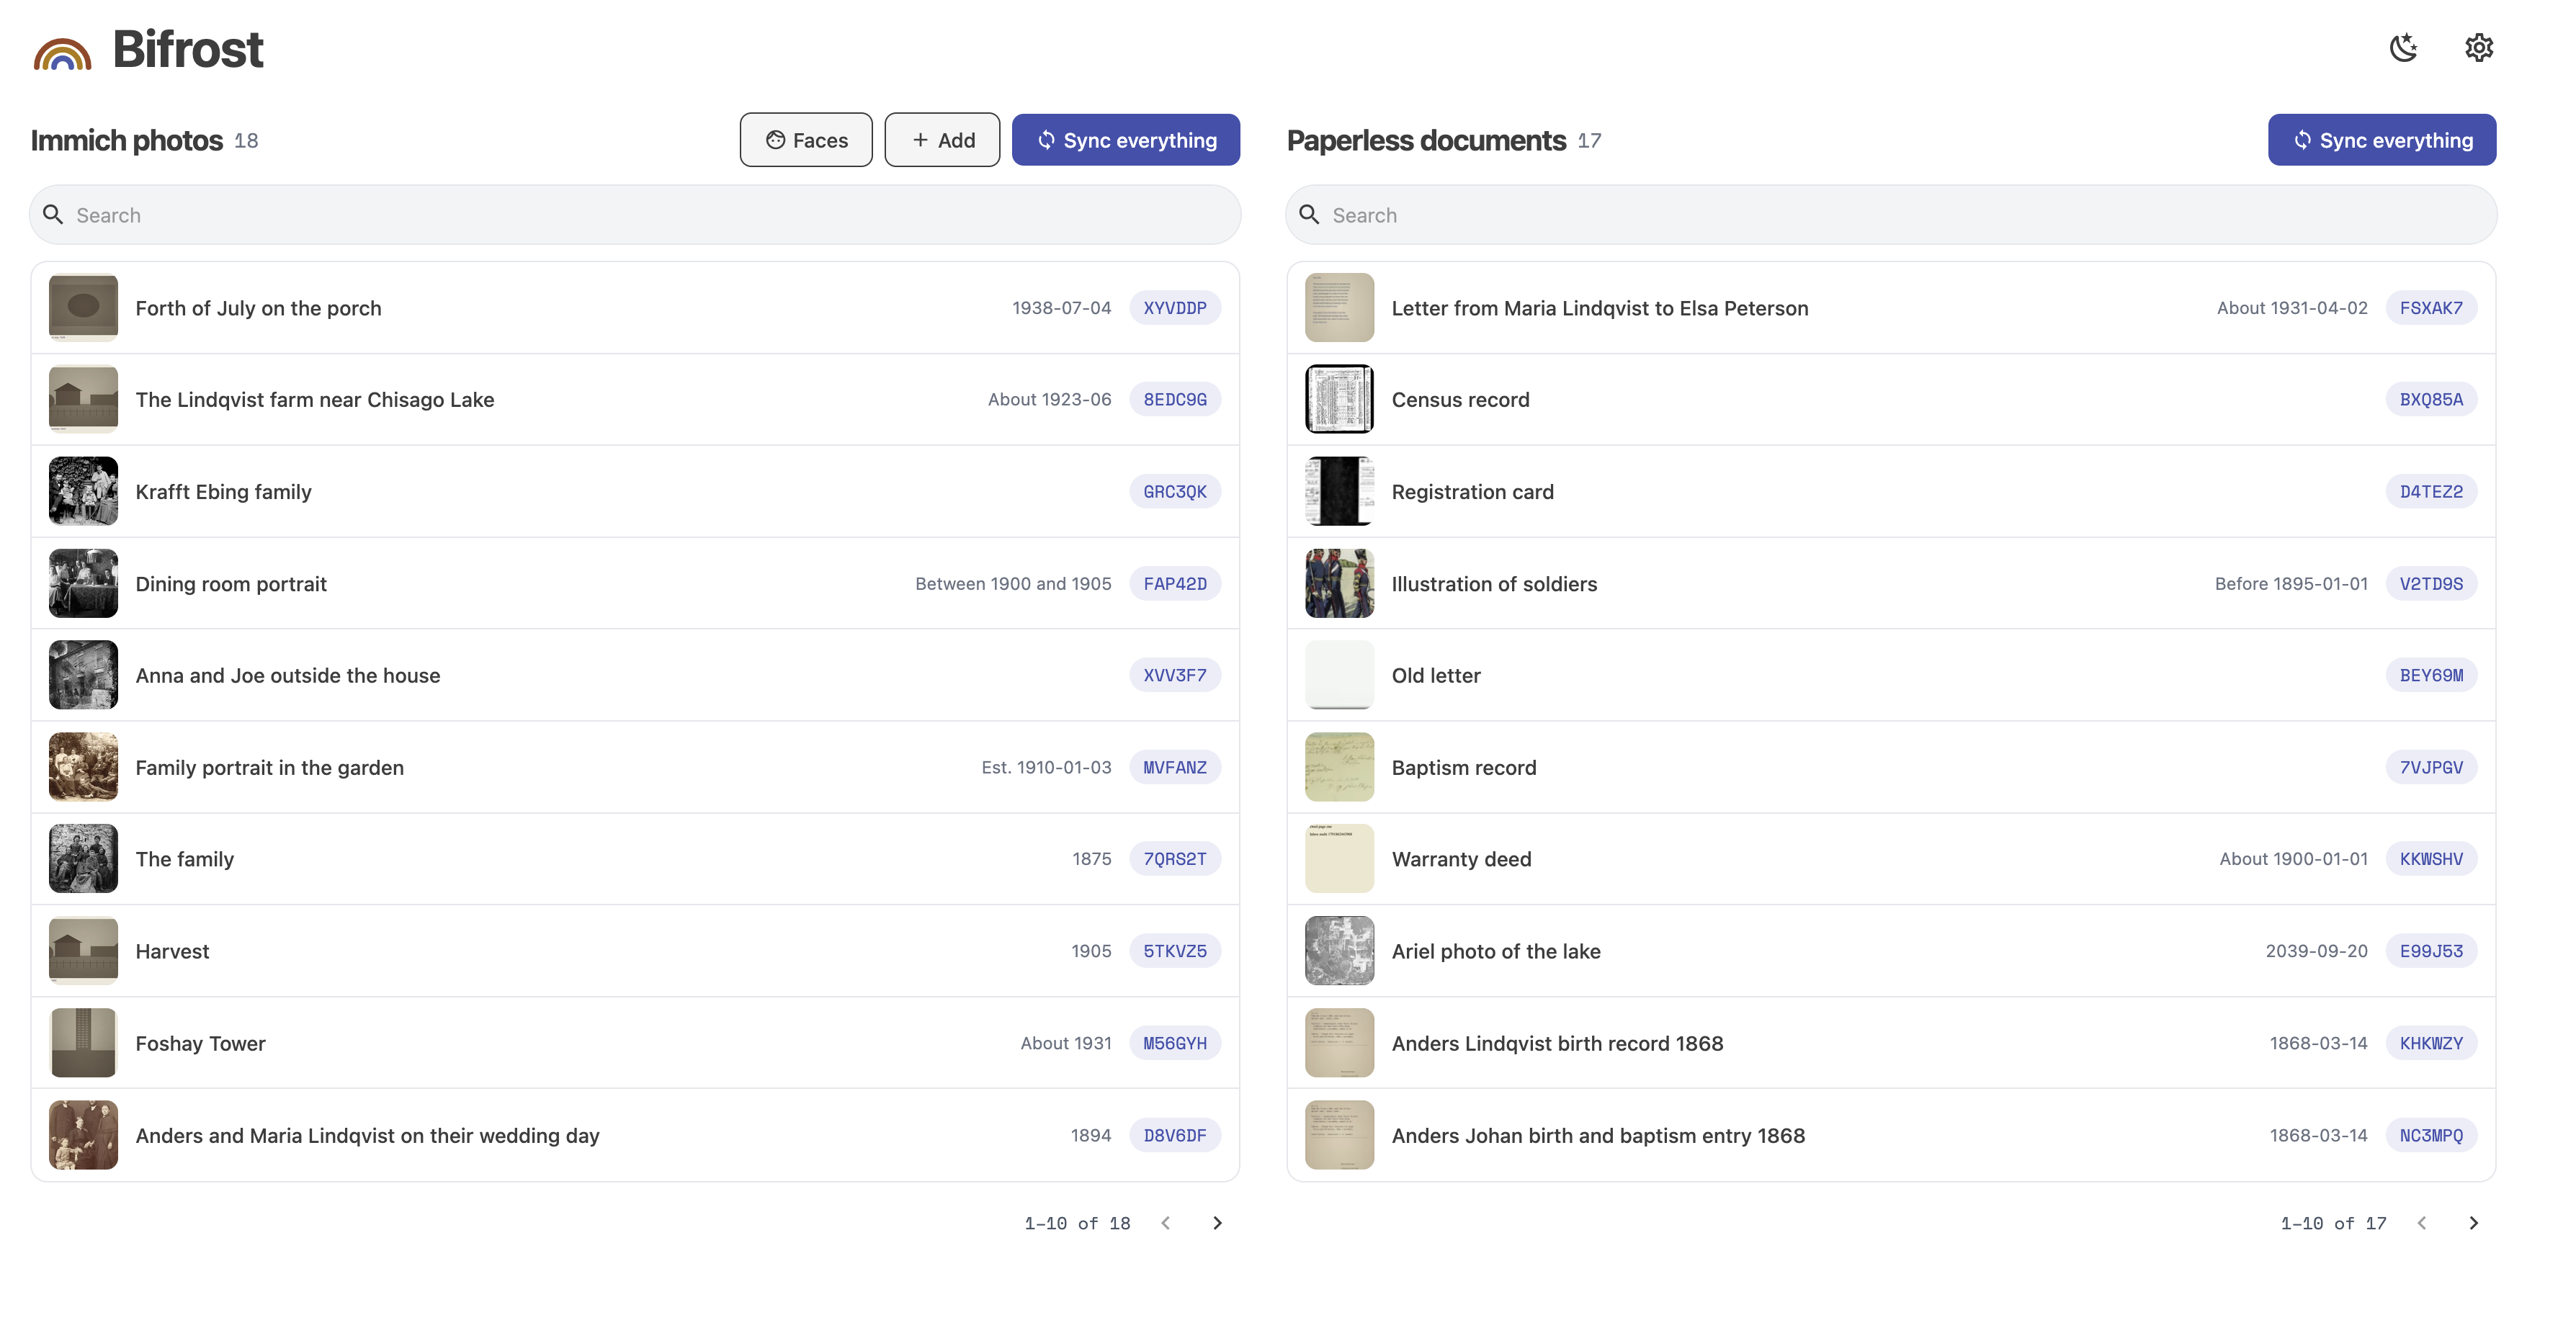 Bifrost
Immich photos 18
Faces
Add
Sync everything
Search
Forth of July on the porch 1938-07-04 XYVDDP
The Lindqvist farm near Chisago Lake About 1923-06 8EDC9G
Krafft Ebing family GRC3QK
Dining room portrait Between 1900 and 1905 FAP42D
Anna and Joe outside the house XVV3F7
Family portrait in the garden Est. 1910-01-03 MVFANZ
The family 1875 7QRS2T
Harvest 1905 5TKVZ5
Foshay Tower About 1931 M56GYH
Anders and Maria Lindqvist on their wedding day 1894 D8V6DF
1–10 of 18
Paperless documents 17
Sync everything
Search
Letter from Maria Lindqvist to Elsa Peterson About 1931-04-02 FSXAK7
Census record BXQ85A
Registration card D4TEZ2
Illustration of soldiers Before 1895-01-01 V2TD9S
Old letter BEY69M
Baptism record 7VJPGV
Warranty deed About 1900-01-01 KKWSHV
Ariel photo of the lake 2039-09-20 E99J53
Anders Lindqvist birth record 1868 1868-03-14 KHKWZY
Anders Johan birth and baptism entry 1868 1868-03-14 NC3MPQ
1–10 of 17